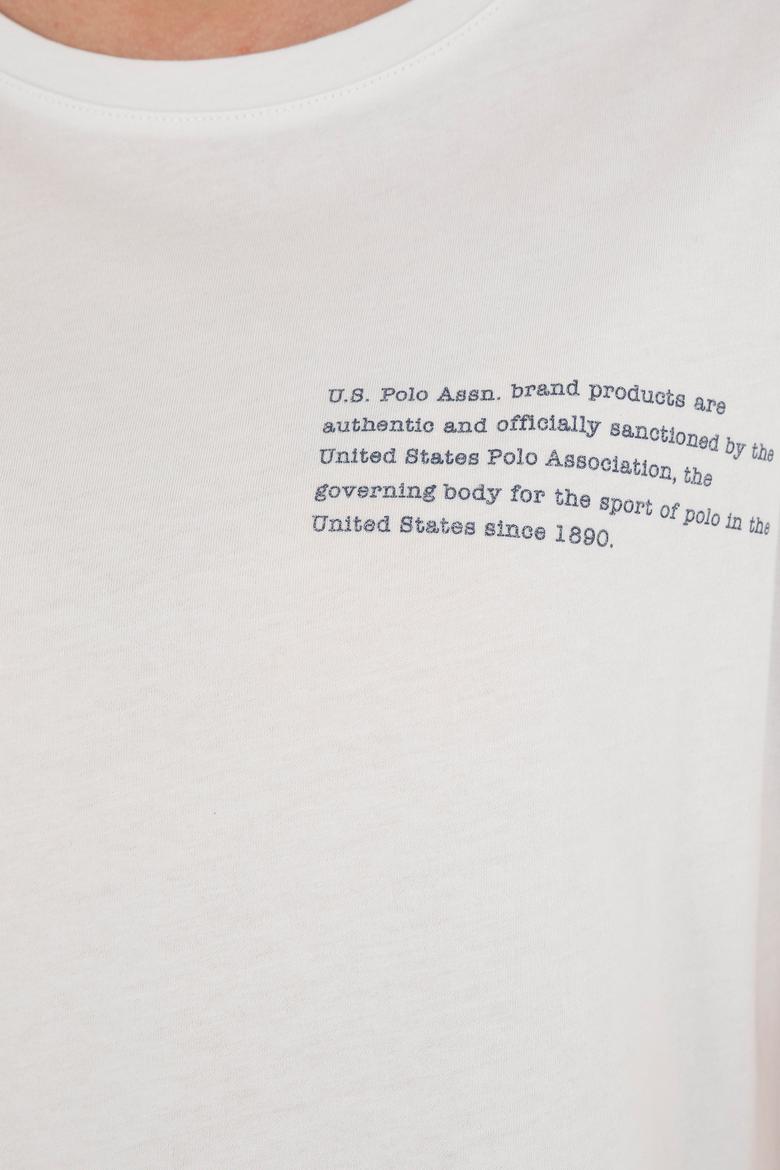 U.S. Polo Assn. brand products are
authentic and officially sanctioned by the
United States Polo Association, the
governing body for the sport of polo in the
United States since 1890.